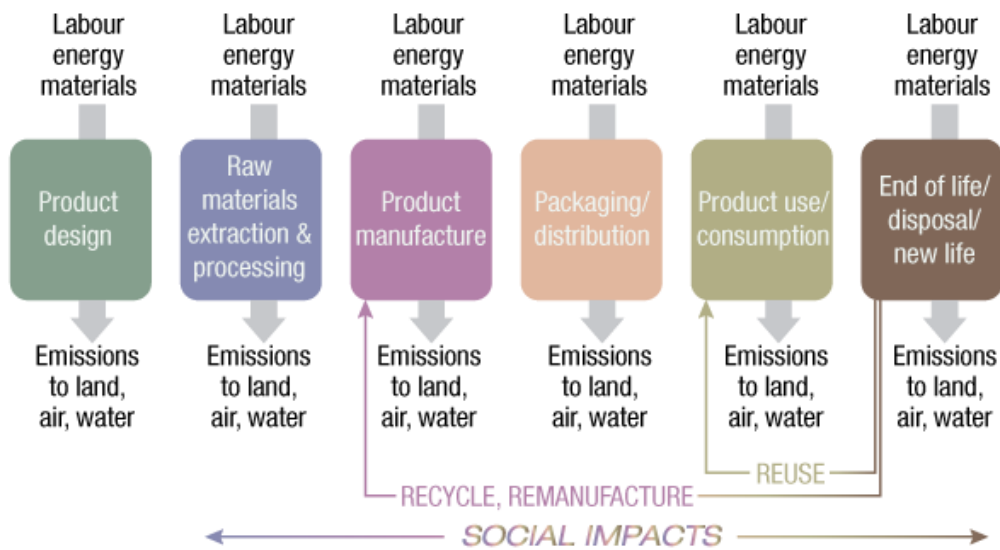 Labour
energy
materials
Labour
energy
materials
Labour
energy
materials
Labour
energy
materials
Labour
energy
materials
Labour
energy
materials
Product
design
Raw
materials
extraction &
processing
Product
manufacture
Packaging/
distribution
Product use/
consumption
End of life/
disposal/
new life
Emissions
to land,
air, water
Emissions
to land,
air, water
Emissions
to land,
air, water
Emissions
to land,
air, water
Emissions
to land,
air, water
Emissions
to land,
air, water
REUSE
RECYCLE, REMANUFACTURE
SOCIAL IMPACTS